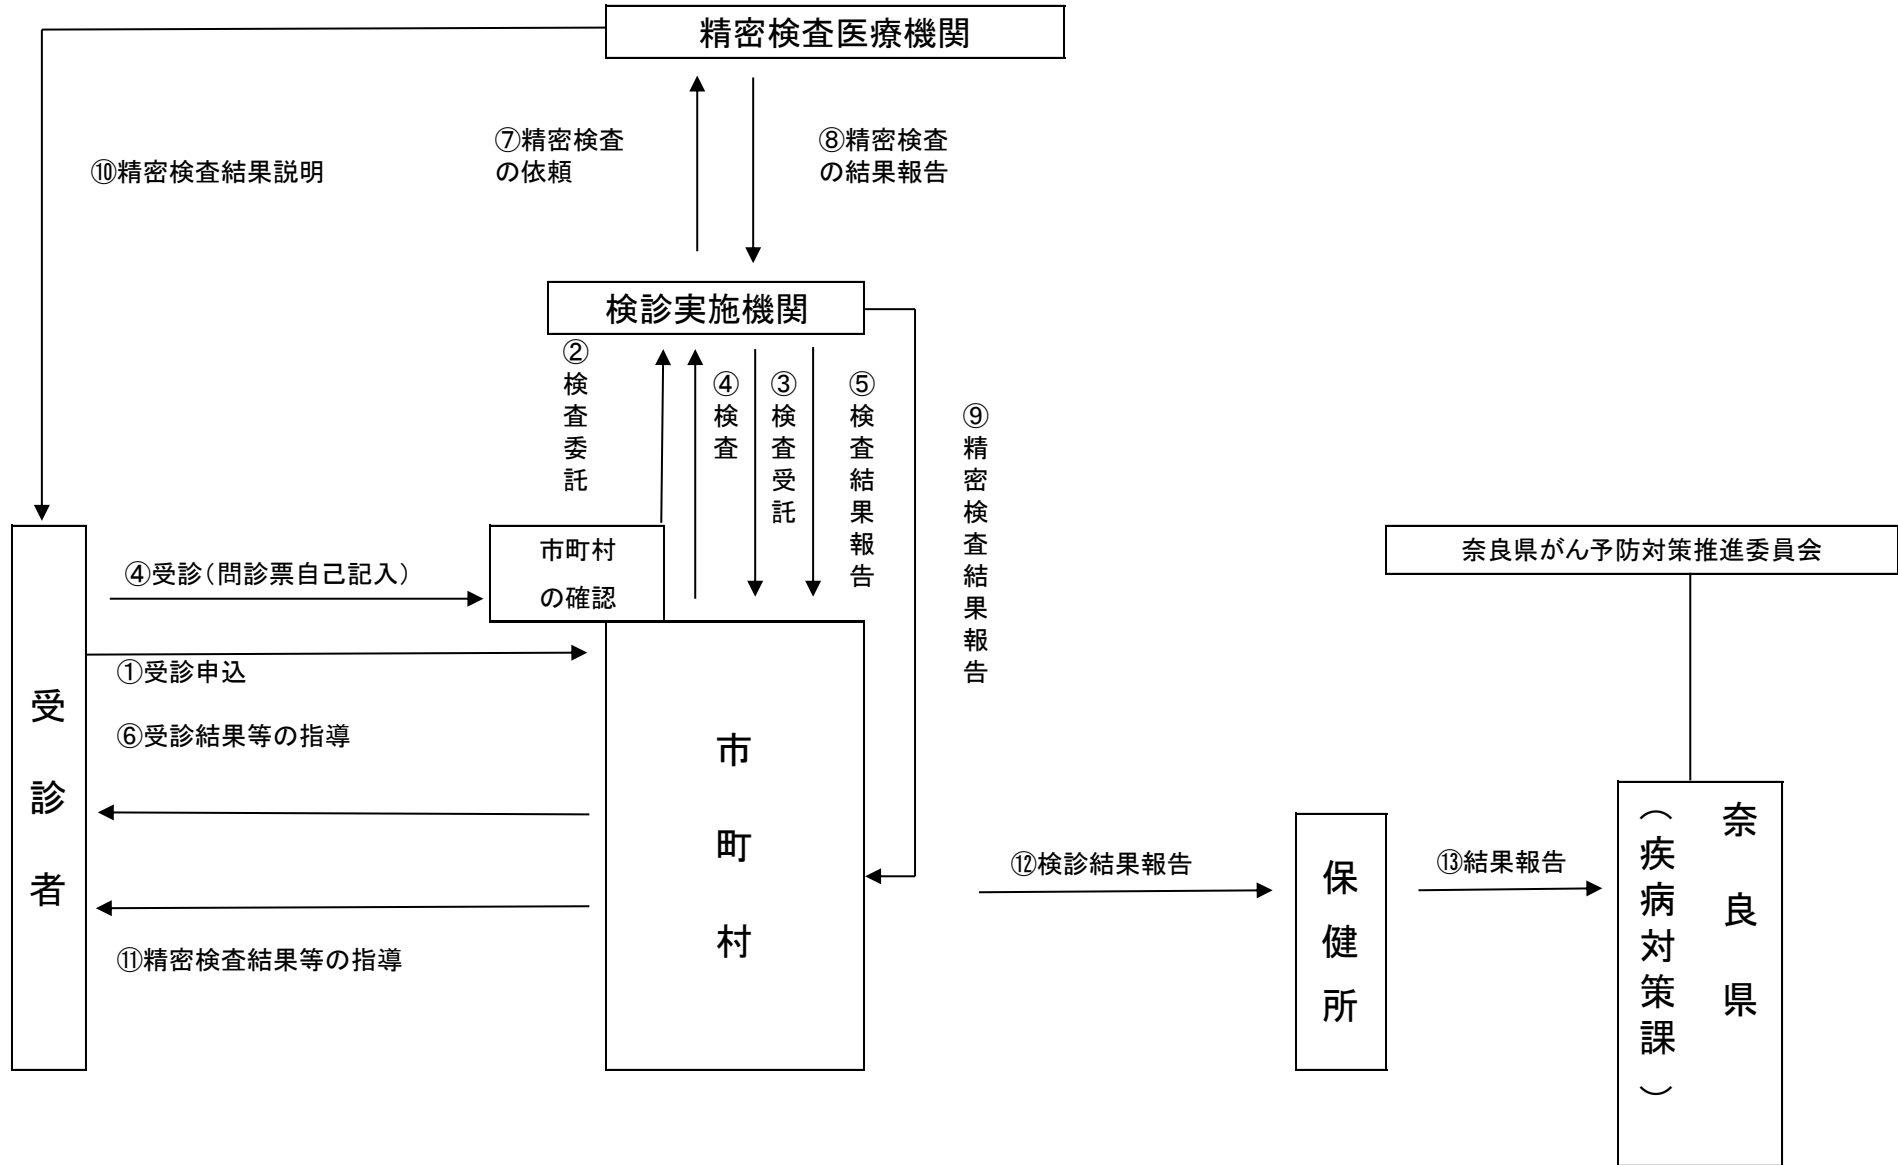 精密検査医療機関
⑩精密検査結果説明
⑦精密検査
の依頼
⑧精密検査
の結果報告
検診実施機関
②検査委託
④検査
③検査受託
⑤検査結果報告
⑨精密検査結果報告
市町村
の確認
奈良県がん予防対策推進委員会
④受診(問診票自己記入)
①受診申込
⑥受診結果等の指導
⑪精密検査結果等の指導
受診者
市町村
⑫検診結果報告
保健所
⑬結果報告
奈良県
(疾病対策課)